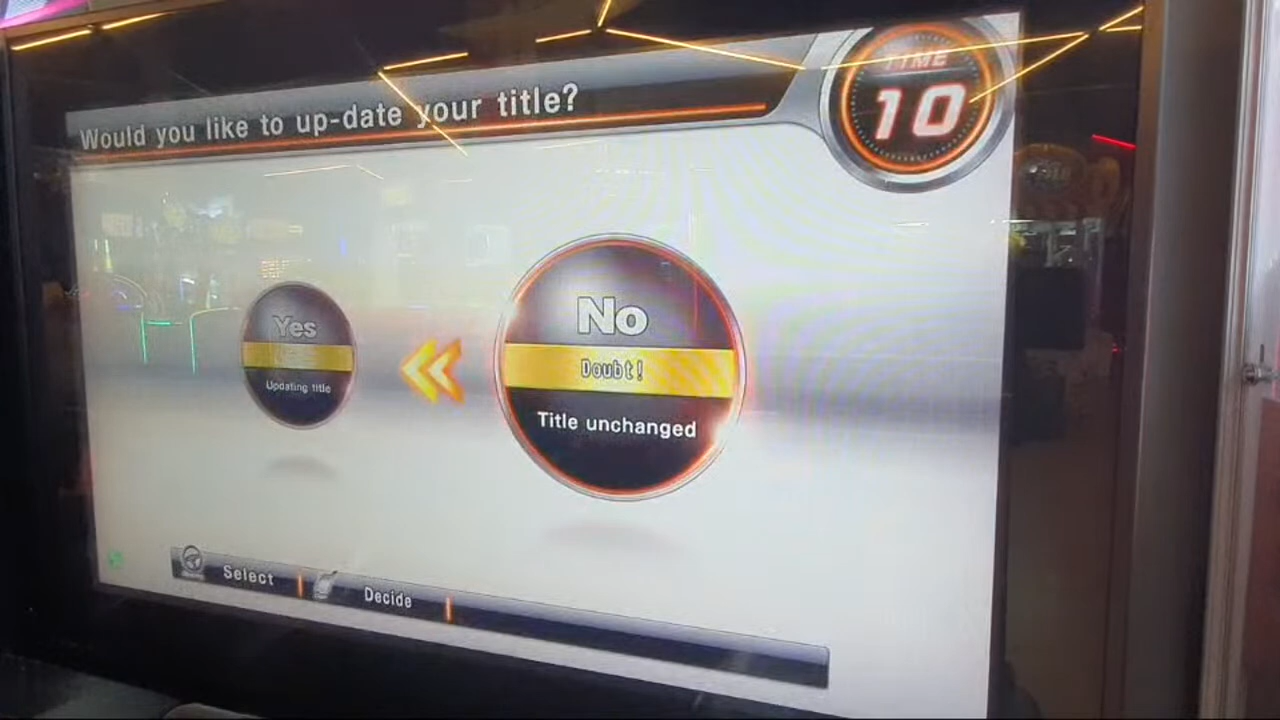 Would you like to up-date your title?
TIME
10
Yes
Updating title
No
Doubt!
Title unchanged
Select
Decide